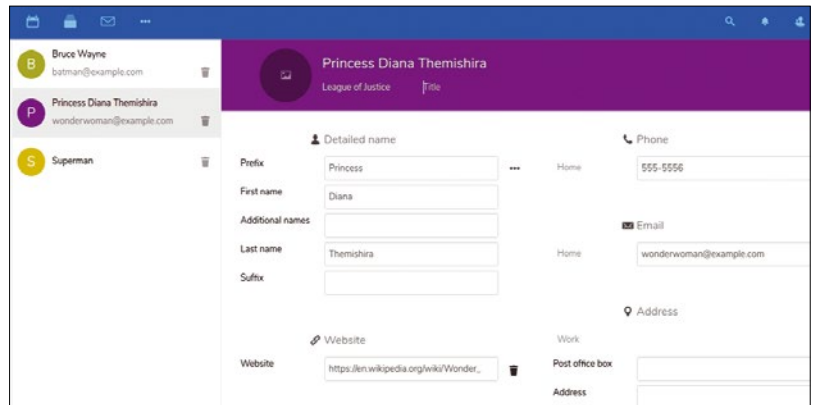 B
Bruce Wayne
batman@example.com
P
Princess Diana Themishira
wonderwoman@example.com
S
Superman
Princess Diana Themishira
League of Justice Title
Detailed name
Prefix Princess
First name Diana
Additional names
Last name Themishira
Suffix
Website
Website https://en.wikipedia.org/wiki/Wonder_
Phone
Home 555-5556
Email
Home wonderwoman@example.com
Address
Work
Post office box
Address